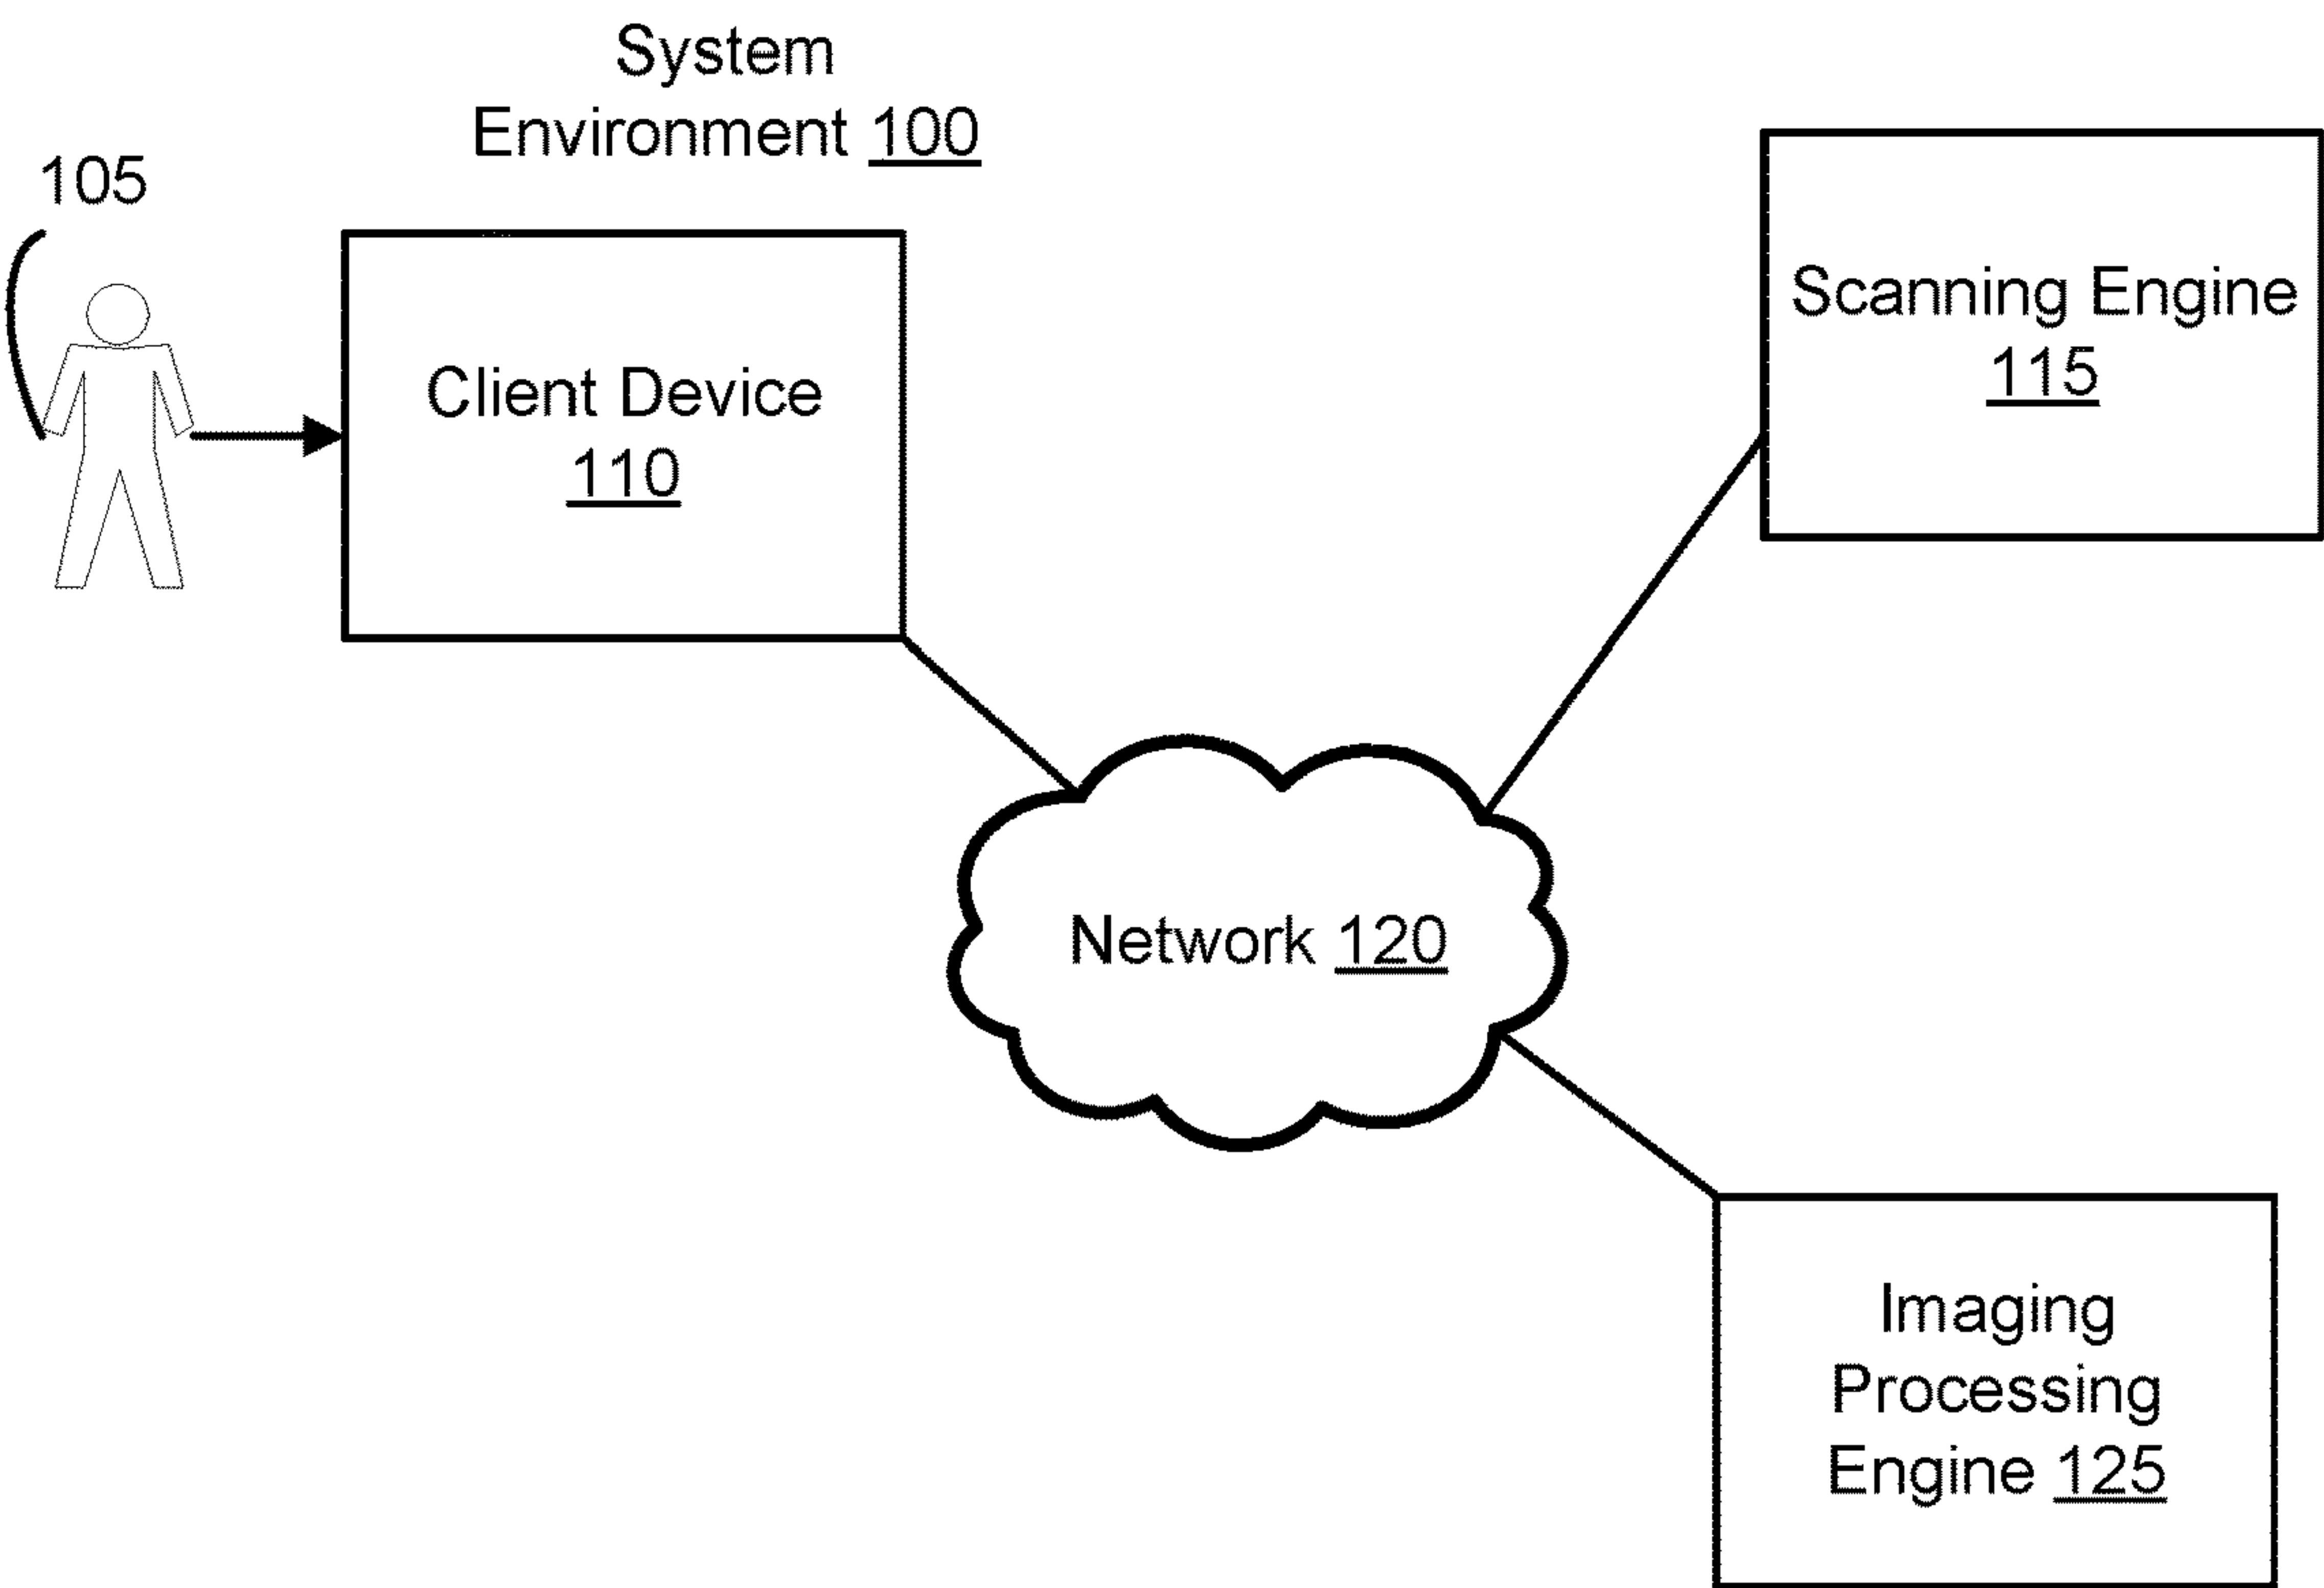 System
Environment 100
105
Client Device
110
Scanning Engine
115
Network 120
Imaging
Processing
Engine 125